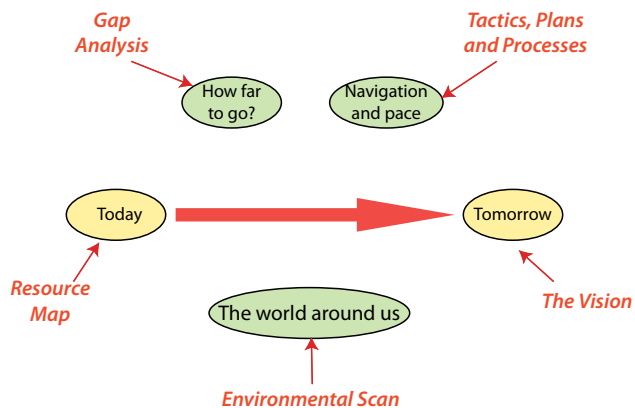 Gap
Analysis
Tactics, Plans
and Processes
How far
to go?
Navigation
and pace
Today
Tomorrow
Resource
Map
The Vision
The world around us
Environmental Scan